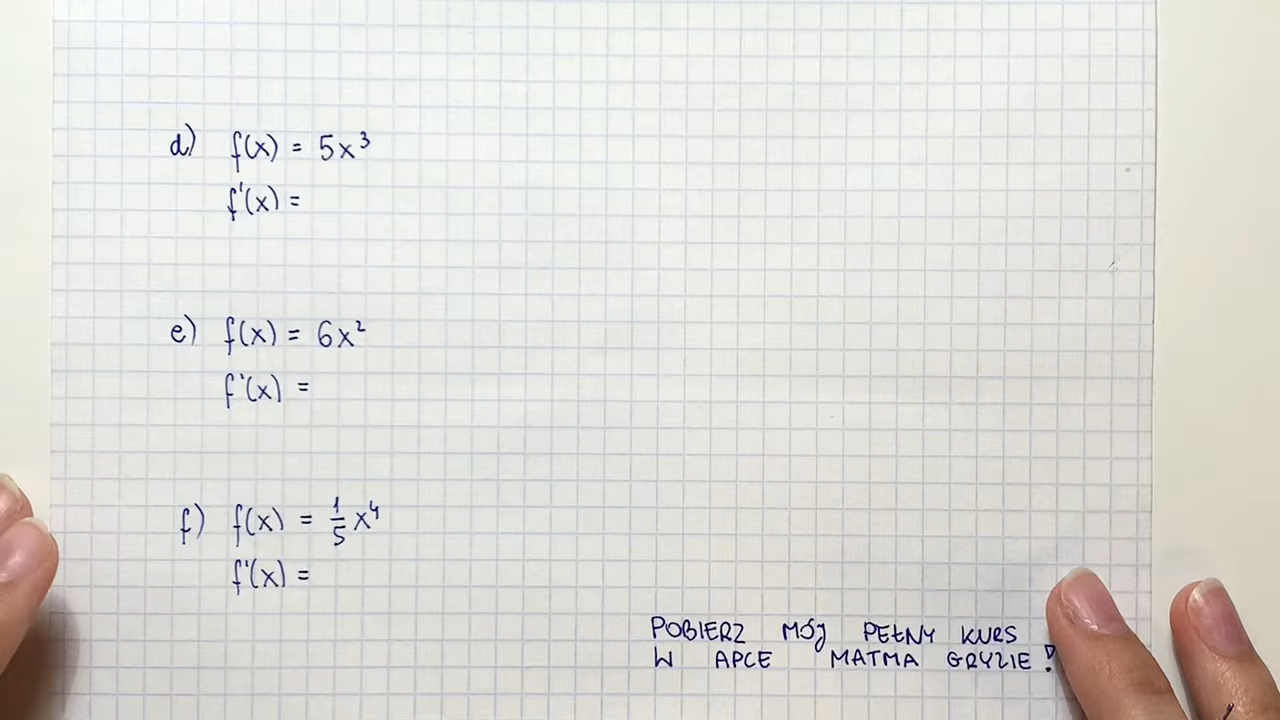 d) f(x) = 5x³
f'(x) =
e) f(x) = 6x²
f'(x) =
f) f(x) = 1/5 x⁴
f'(x) =
POBIERZ MÓJ PEŁNY KURS
W APCE MATMA GRYZIE!